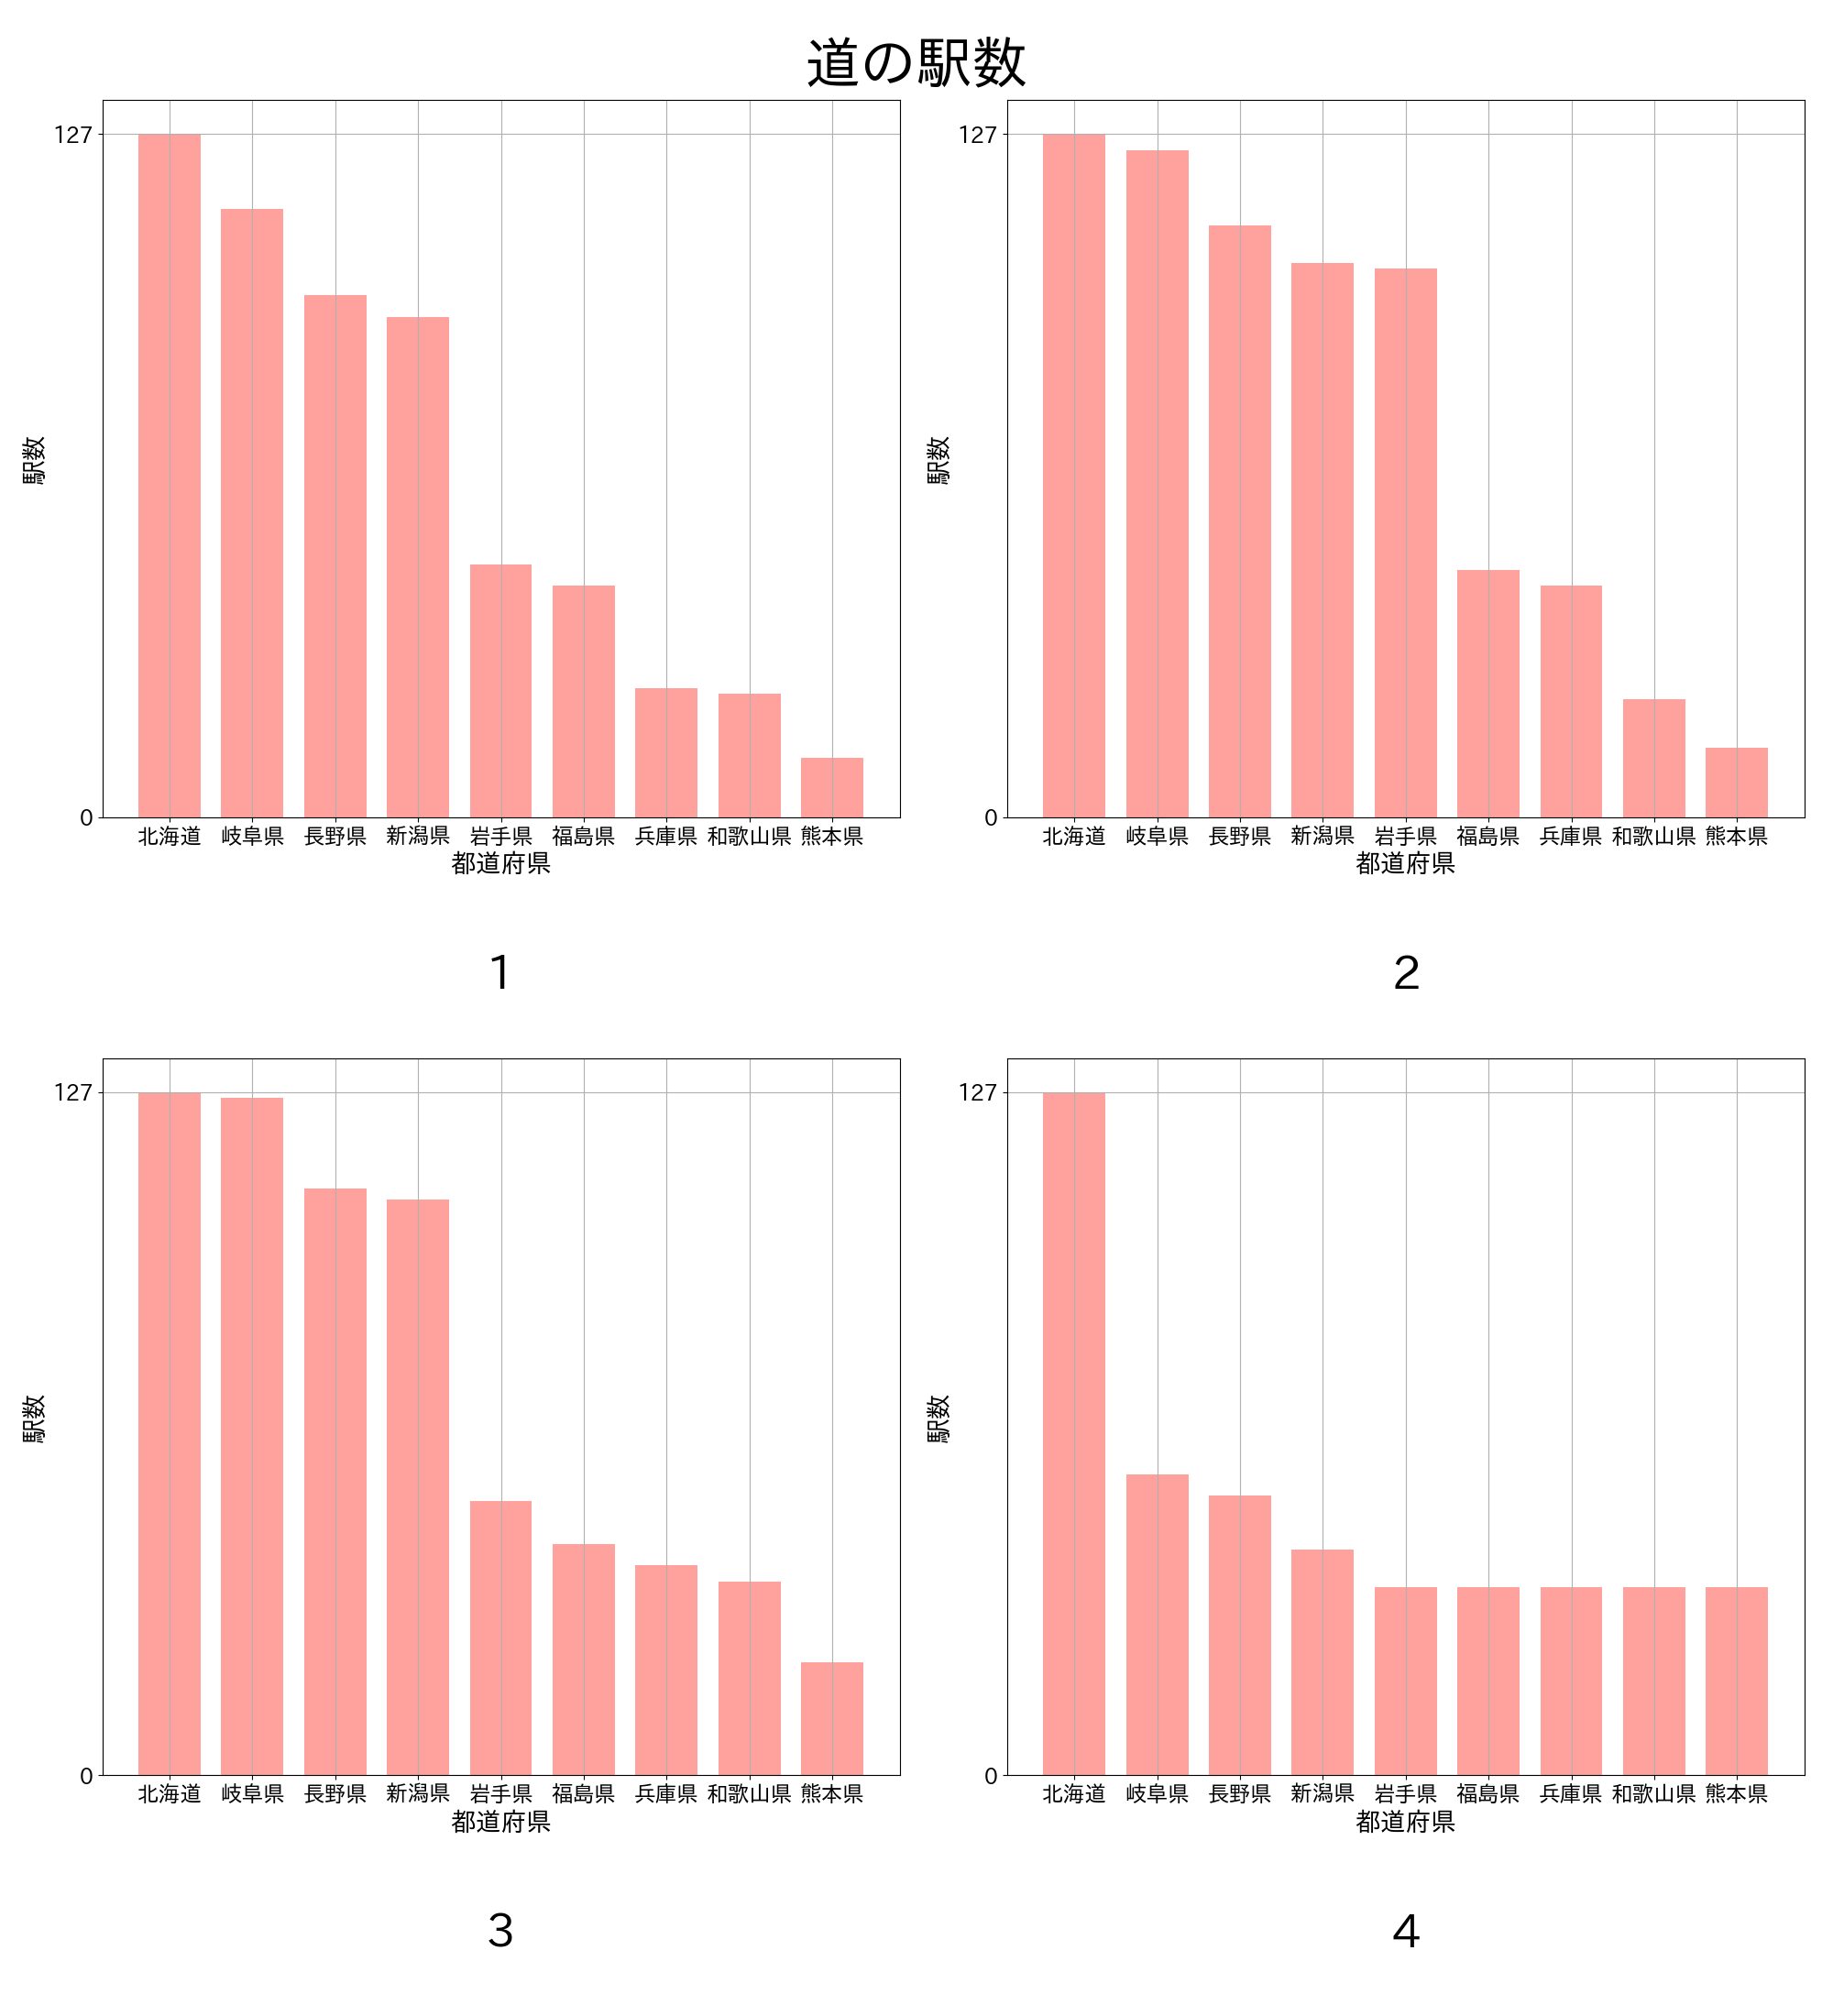 道の駅数
127
0
駅数
北海道 岐阜県 長野県 新潟県 岩手県 福島県 兵庫県 和歌山県 熊本県
都道府県
1
127
0
駅数
北海道 岐阜県 長野県 新潟県 岩手県 福島県 兵庫県 和歌山県 熊本県
都道府県
2
127
0
駅数
北海道 岐阜県 長野県 新潟県 岩手県 福島県 兵庫県 和歌山県 熊本県
都道府県
3
127
0
駅数
北海道 岐阜県 長野県 新潟県 岩手県 福島県 兵庫県 和歌山県 熊本県
都道府県
4